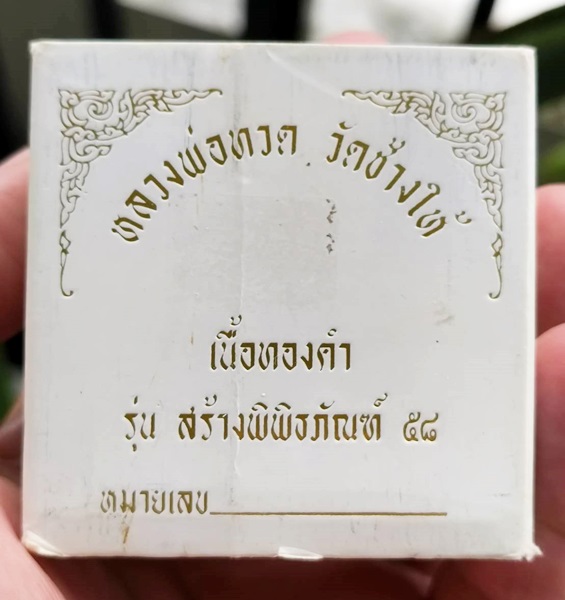 หลวงพ่อทวด วัดช้างให้
เนื้อทองคำ
รุ่น สร้างพิพิธภัณฑ์ ๕๘
หมายเลข